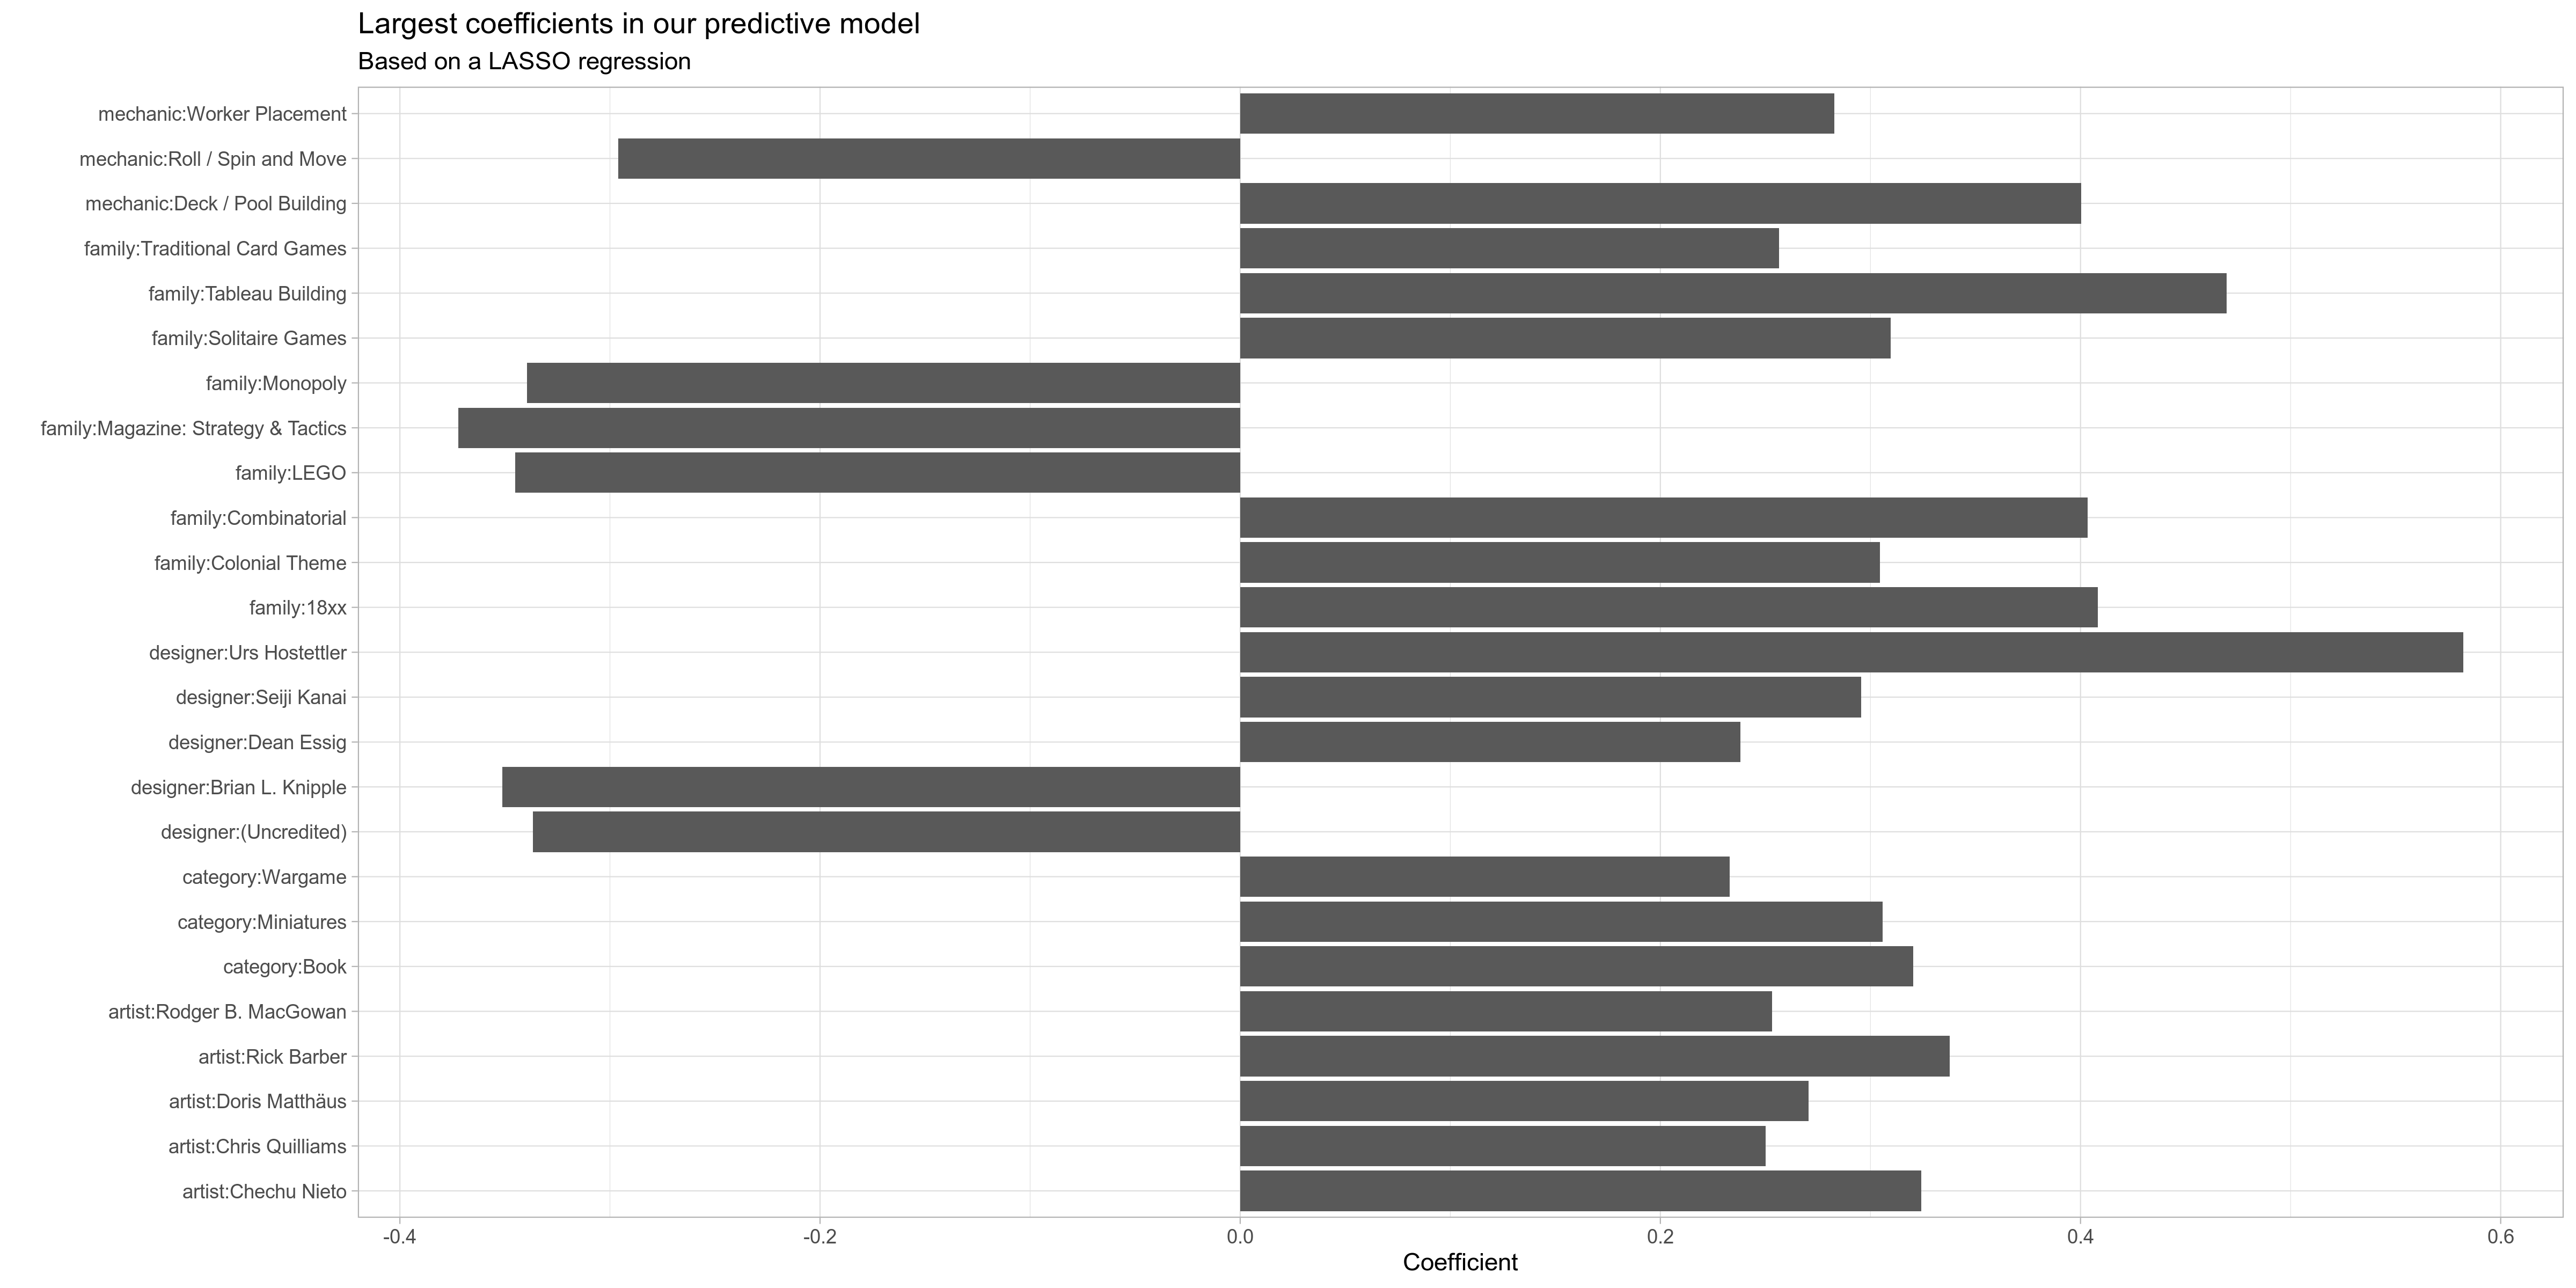 Largest coefficients in our predictive model
Based on a LASSO regression
mechanic:Worker Placement
mechanic:Roll / Spin and Move
mechanic:Deck / Pool Building
family:Traditional Card Games
family:Tableau Building
family:Solitaire Games
family:Monopoly
family:Magazine: Strategy & Tactics
family:LEGO
family:Combinatorial
family:Colonial Theme
family:18xx
designer:Urs Hostettler
designer:Seiji Kanai
designer:Dean Essig
designer:Brian L. Knipple
designer:(Uncredited)
category:Wargame
category:Miniatures
category:Book
artist:Rodger B. MacGowan
artist:Rick Barber
artist:Doris Matthäus
artist:Chris Quilliams
artist:Chechu Nieto
-0.4 -0.2 0.0 0.2 0.4 0.6
Coefficient